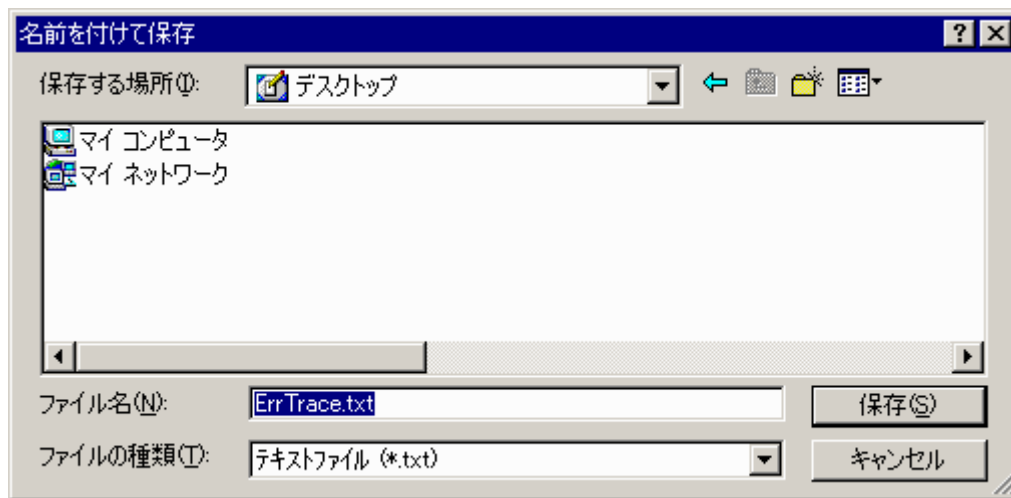 名前を付けて保存
保存する場所(I): デスクトップ
マイ コンピュータ
マイ ネットワーク
ファイル名(N): ErrTrace.txt 保存(S)
ファイルの種類(T): テキストファイル (*.txt) キャンセル